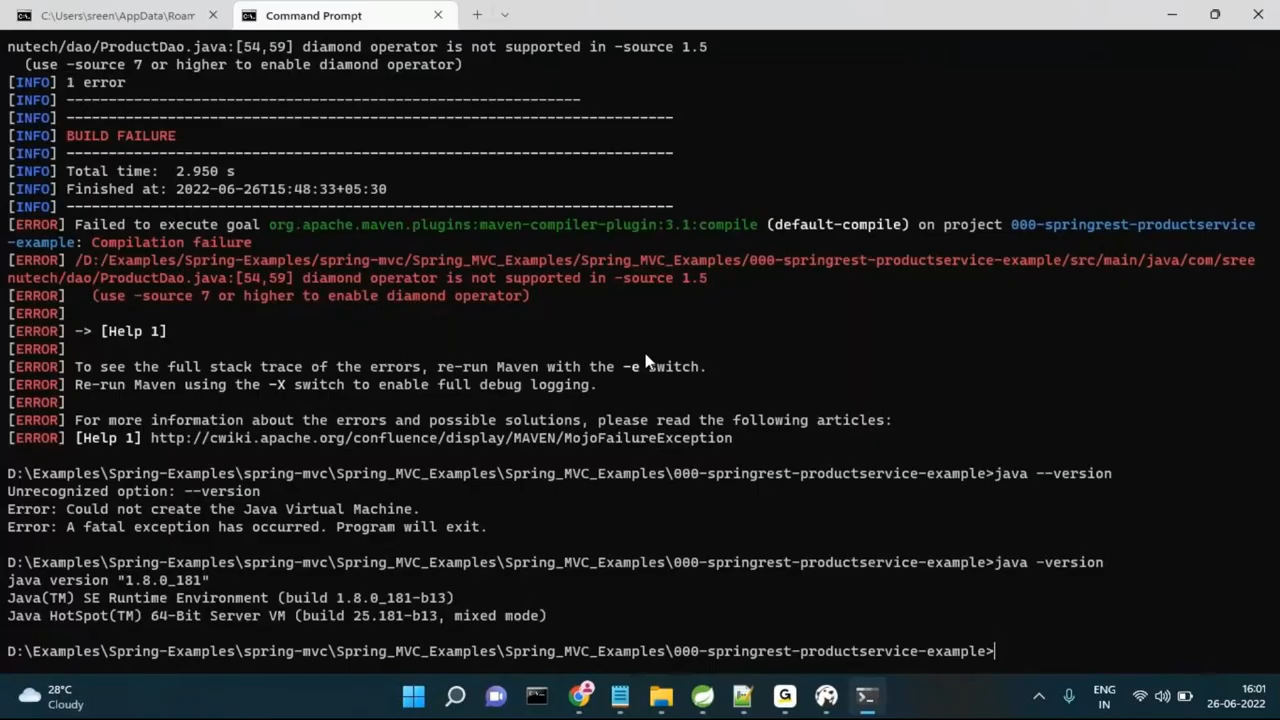 C:\Users\sreen\AppData\Roam
Command Prompt
nutech/dao/ProductDao.java:[54,59] diamond operator is not supported in -source 1.5
(use -source 7 or higher to enable diamond operator)
[INFO] 1 error
[INFO] -------------------------------------------------------------
[INFO] ------------------------------------------------------------------------
[INFO] BUILD FAILURE
[INFO] ------------------------------------------------------------------------
[INFO] Total time:  2.950 s
[INFO] Finished at: 2022-06-26T15:48:33+05:30
[INFO] ------------------------------------------------------------------------
[ERROR] Failed to execute goal org.apache.maven.plugins:maven-compiler-plugin:3.1:compile (default-compile) on project 000-springrest-productservice
-example: Compilation failure
[ERROR] /D:/Examples/Spring-Examples/spring-mvc/Spring_MVC_Examples/Spring_MVC_Examples/000-springrest-productservice-example/src/main/java/com/sree
nutech/dao/ProductDao.java:[54,59] diamond operator is not supported in -source 1.5
[ERROR]   (use -source 7 or higher to enable diamond operator)
[ERROR]
[ERROR] -> [Help 1]
[ERROR]
[ERROR] To see the full stack trace of the errors, re-run Maven with the -e switch.
[ERROR] Re-run Maven using the -X switch to enable full debug logging.
[ERROR]
[ERROR] For more information about the errors and possible solutions, please read the following articles:
[ERROR] [Help 1] http://cwiki.apache.org/confluence/display/MAVEN/MojoFailureException
D:\Examples\Spring-Examples\spring-mvc\Spring_MVC_Examples\Spring_MVC_Examples\000-springrest-productservice-example>java --version
Unrecognized option: --version
Error: Could not create the Java Virtual Machine.
Error: A fatal exception has occurred. Program will exit.
D:\Examples\Spring-Examples\spring-mvc\Spring_MVC_Examples\Spring_MVC_Examples\000-springrest-productservice-example>java -version
java version "1.8.0_181"
Java(TM) SE Runtime Environment (build 1.8.0_181-b13)
Java HotSpot(TM) 64-Bit Server VM (build 25.181-b13, mixed mode)
D:\Examples\Spring-Examples\spring-mvc\Spring_MVC_Examples\Spring_MVC_Examples\000-springrest-productservice-example>
28°C
Cloudy
ENG
IN
16:01
26-06-2022